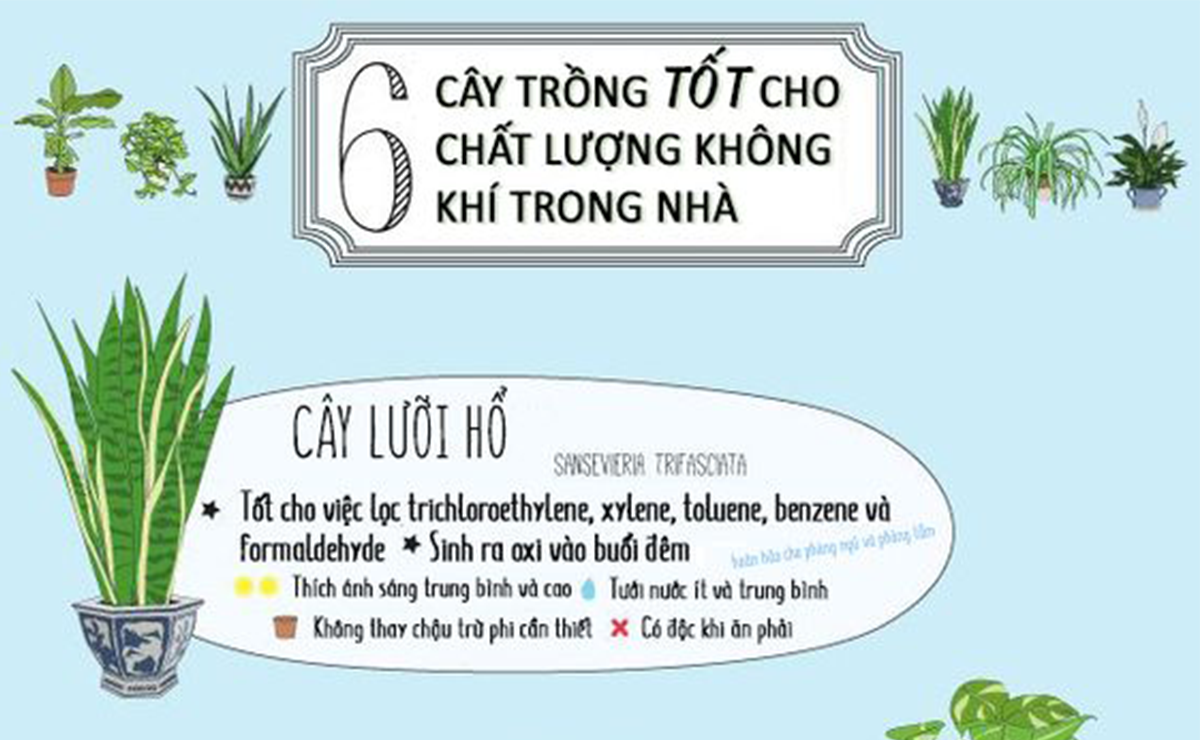 6 CÂY TRỒNG TỐT CHO
CHẤT LƯỢNG KHÔNG
KHÍ TRONG NHÀ
CÂY LƯỠI HỔ
SANSEVIERIA TRIFASCIATA
Tốt cho việc lọc trichloroethylene, xylene, toluene, benzene và
formaldehyde ★ Sinh ra oxi vào buổi đêm
hoàn hảo cho phòng ngủ và phòng tắm
Thích ánh sáng trung bình và cao Tưới nước ít và trung bình
Không thay chậu trừ phi cần thiết Có độc khi ăn phải